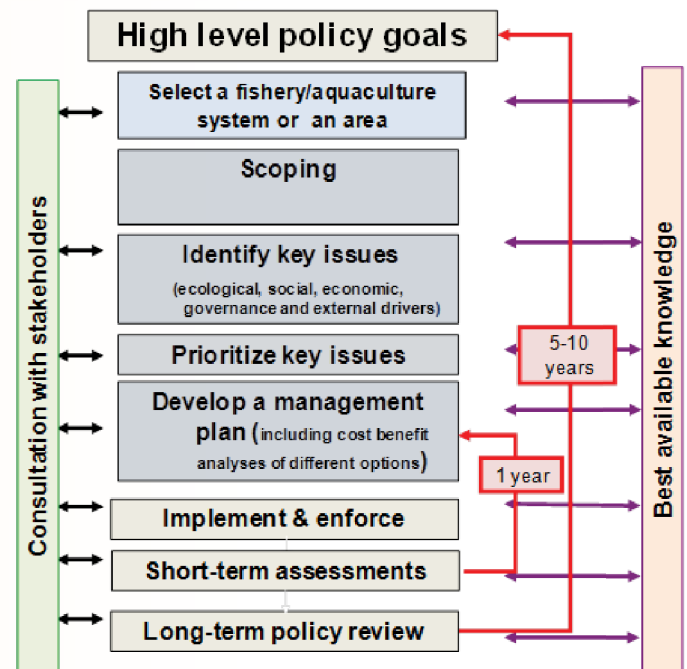 High level policy goals
Consultation with stakeholders
Select a fishery/aquaculture
system or an area
Scoping
Identify key issues
(ecological, social, economic,
governance and external drivers)
Prioritize key issues
Develop a management
plan (including cost benefit
analyses of different options)
Implement & enforce
Short-term assessments
Long-term policy review
5-10
years
1 year
Best available knowledge